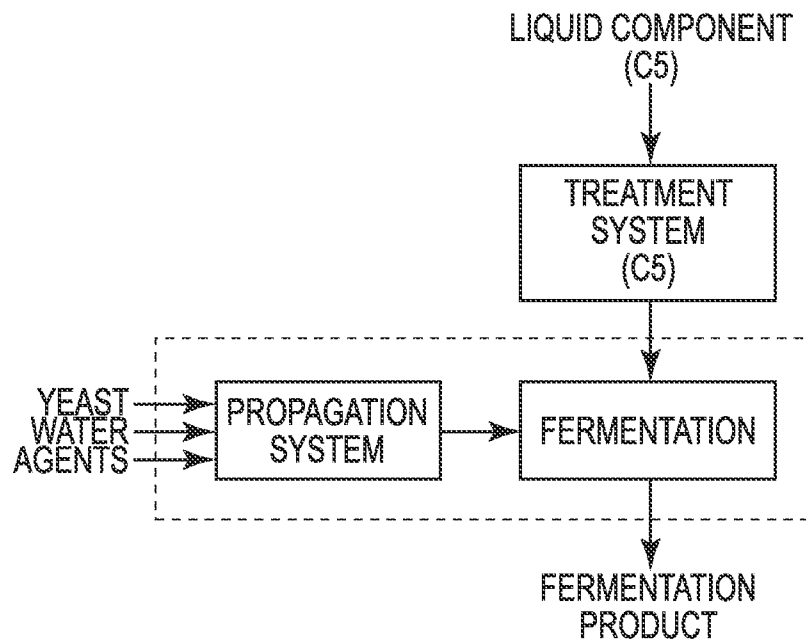 LIQUID COMPONENT
(C5)
TREATMENT
SYSTEM
(C5)
YEAST
WATER
AGENTS
PROPAGATION
SYSTEM
FERMENTATION
FERMENTATION
PRODUCT